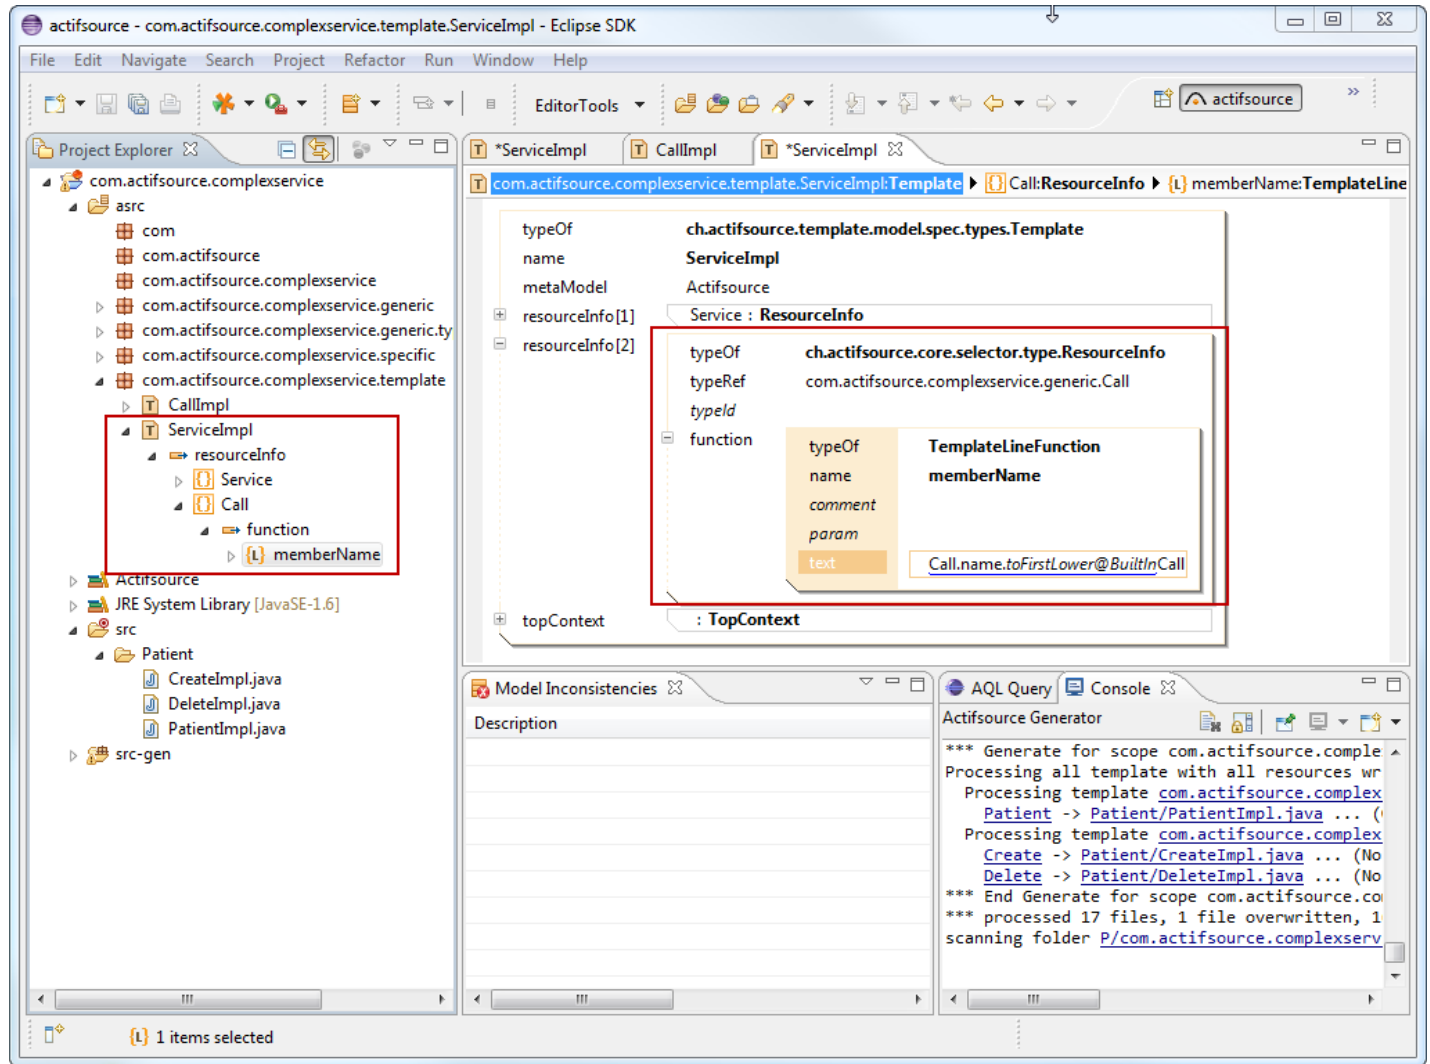 actifsource - com.actifsource.complexservice.template.ServiceImpl - Eclipse SDK
File Edit Navigate Search Project Refactor Run Window Help
EditorTools
actifsource
Project Explorer
com.actifsource.complexservice
asrc
com
com.actifsource
com.actifsource.complexservice
com.actifsource.complexservice.generic
com.actifsource.complexservice.generic.ty
com.actifsource.complexservice.specific
com.actifsource.complexservice.template
CallImpl
ServiceImpl
resourceInfo
Service
Call
function
memberName
Actifsource
JRE System Library [JavaSE-1.6]
src
Patient
CreateImpl.java
DeleteImpl.java
PatientImpl.java
src-gen
*ServiceImpl CallImpl *ServiceImpl
com.actifsource.complexservice.template.ServiceImpl:Template Call:ResourceInfo memberName:TemplateLine
typeOf ch.actifsource.template.model.spec.types.Template
name ServiceImpl
metaModel Actifsource
resourceInfo[1] Service : ResourceInfo
resourceInfo[2]
typeOf ch.actifsource.core.selector.type.ResourceInfo
typeRef com.actifsource.complexservice.generic.Call
typeId
function
typeOf TemplateLineFunction
name memberName
comment
param
text Call.name.toFirstLower@BuiltInCall
topContext : TopContext
Model Inconsistencies
Description
AQL Query Console
Actifsource Generator
*** Generate for scope com.actifsource.comple
Processing all template with all resources wr
Processing template com.actifsource.complex
Patient -> Patient/PatientImpl.java ... (
Processing template com.actifsource.complex
Create -> Patient/CreateImpl.java ... (No
Delete -> Patient/DeleteImpl.java ... (No
*** End Generate for scope com.actifsource.co
*** processed 17 files, 1 file overwritten, 1
scanning folder P/com.actifsource.complexserv
1 items selected